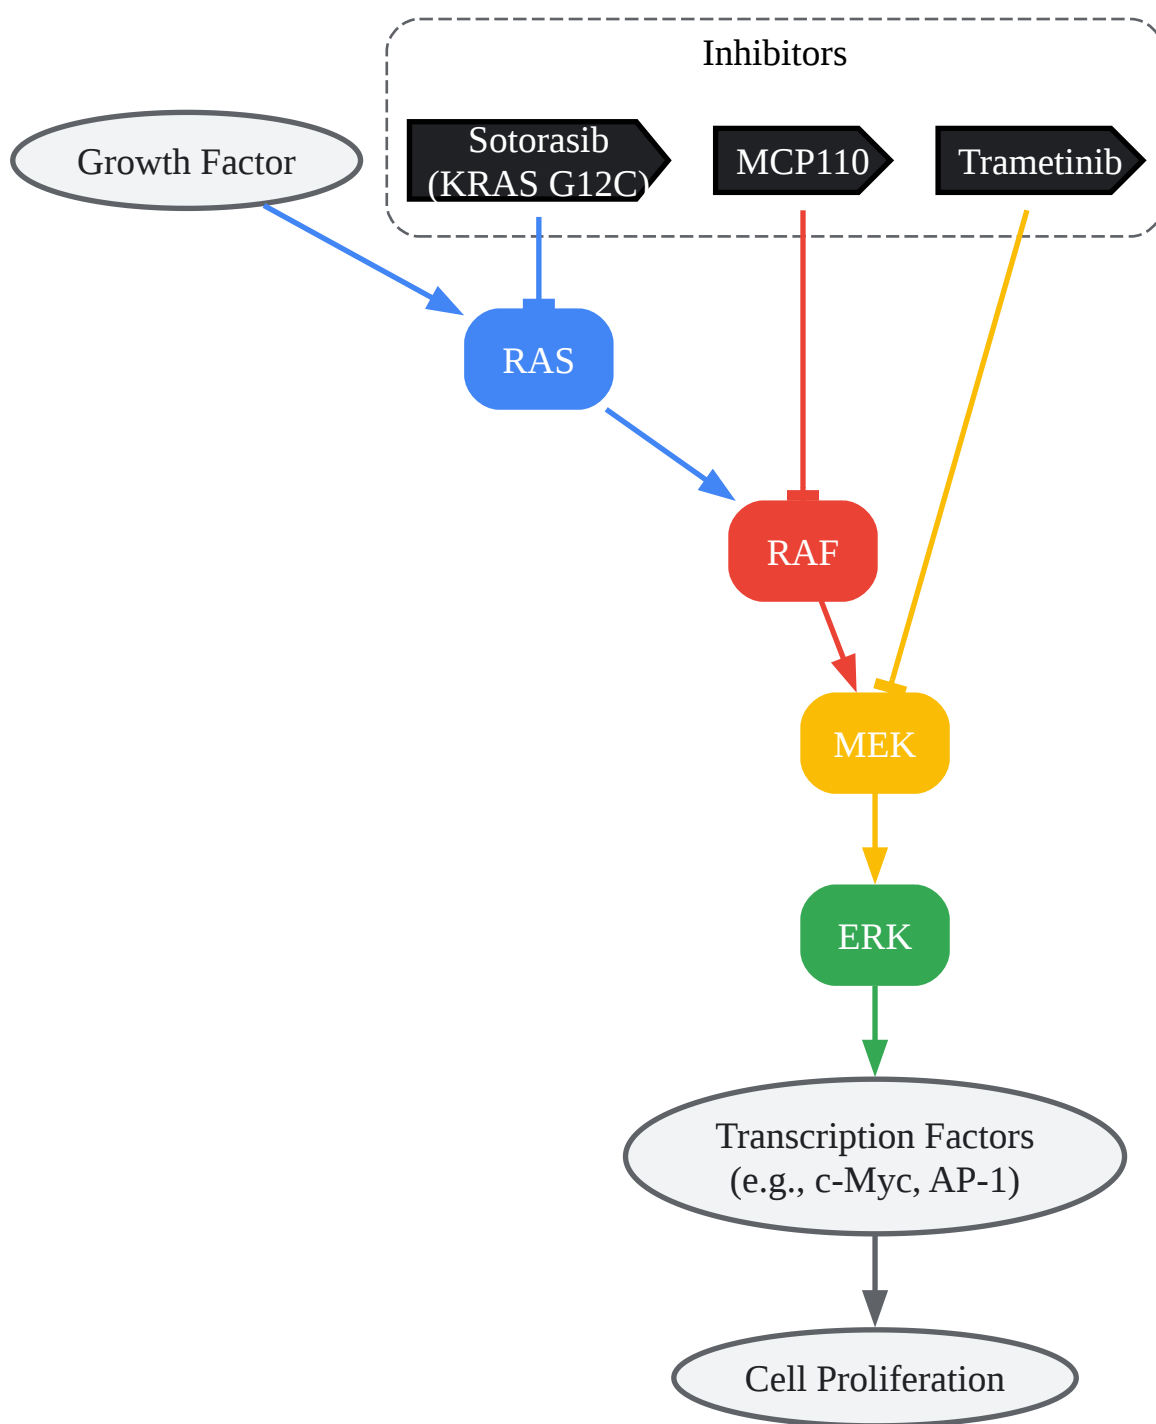 Inhibitors
Growth Factor
Sotorasib
(KRAS G12C)
MCP110
Trametinib
RAS
RAF
MEK
ERK
Transcription Factors
(e.g., c-Myc, AP-1)
Cell Proliferation